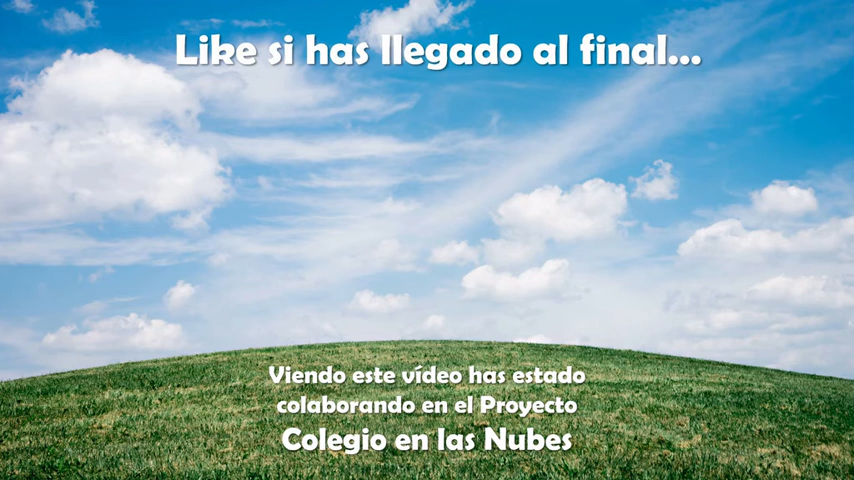 Like si has llegado al final...
Viendo este vídeo has estado
colaborando en el Proyecto
Colegio en las Nubes